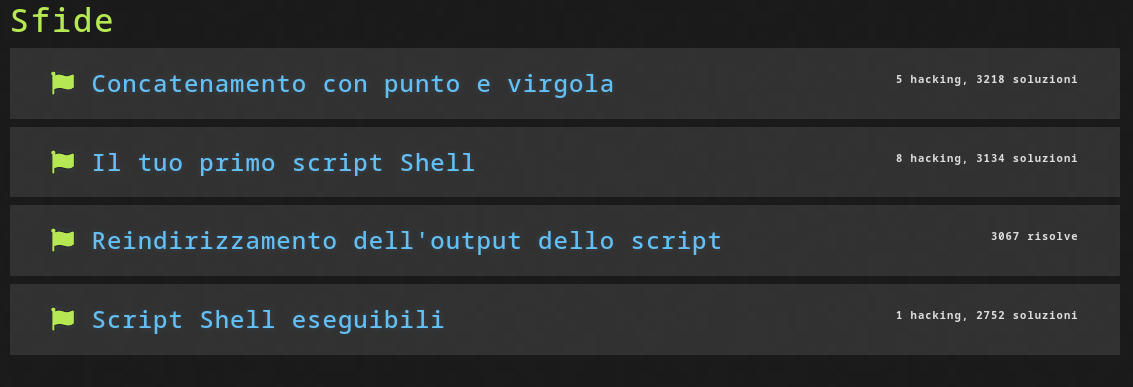 Sfide
Concatenamento con punto e virgola
5 hacking, 3218 soluzioni
Il tuo primo script Shell
8 hacking, 3134 soluzioni
Reindirizzamento dell'output dello script
3067 risolve
Script Shell eseguibili
1 hacking, 2752 soluzioni